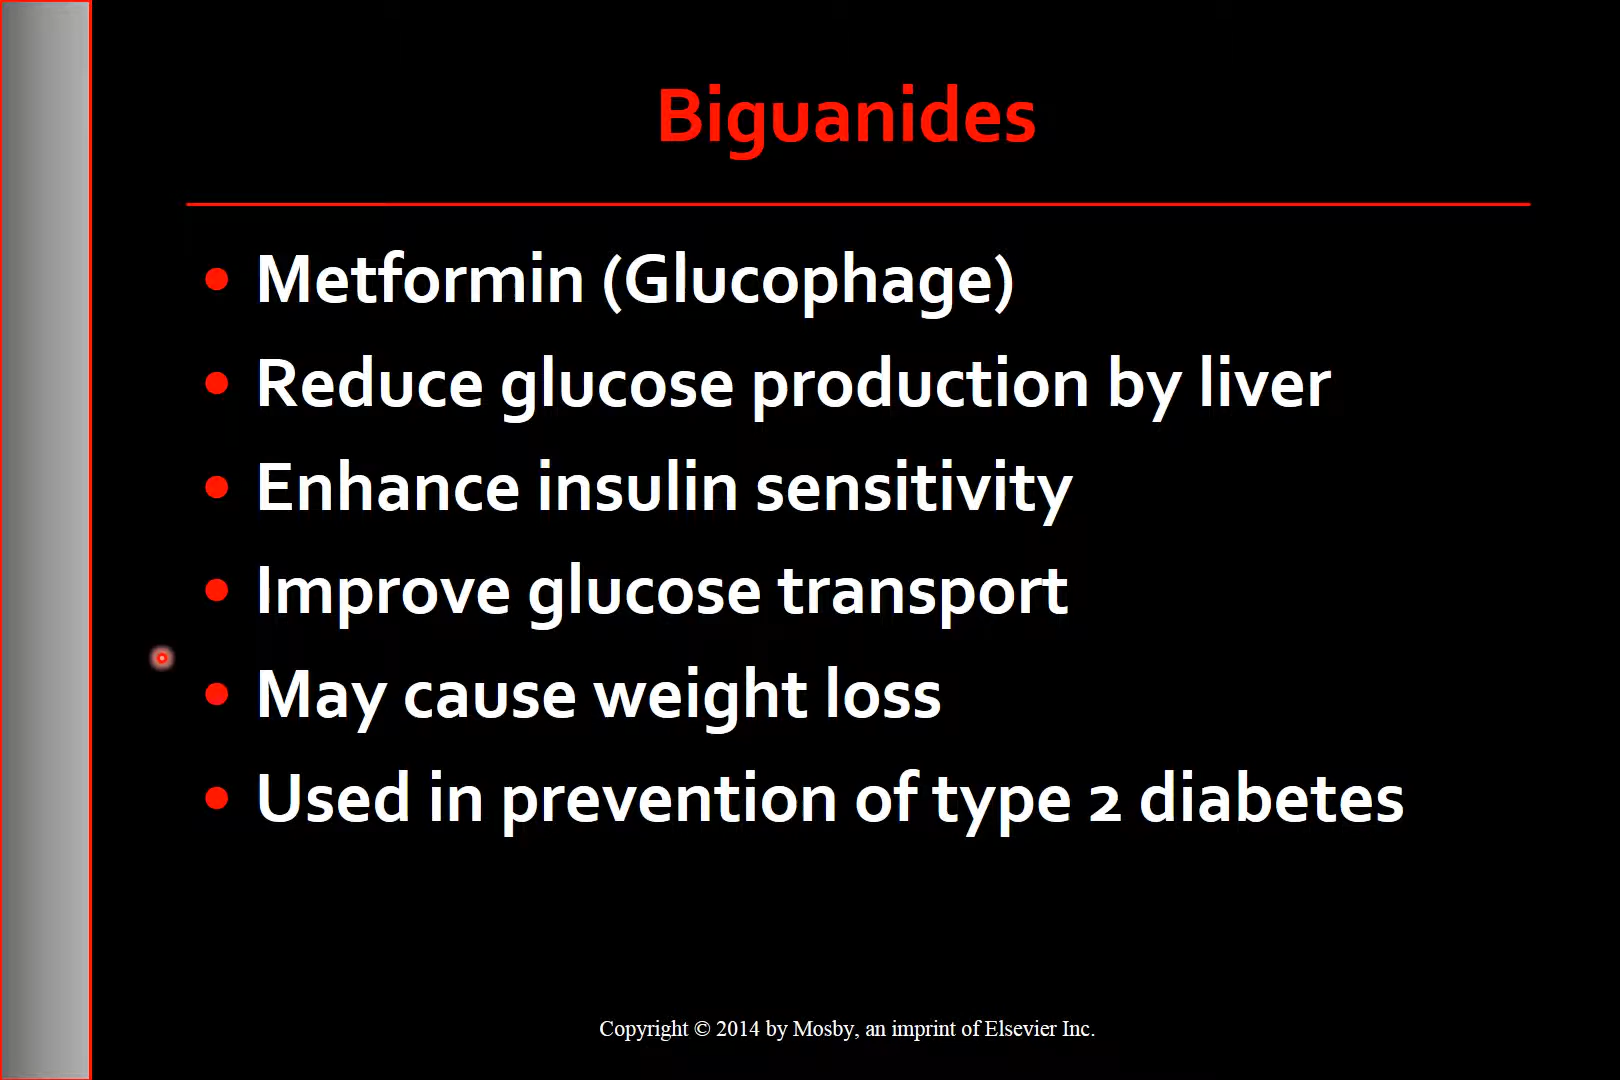 Biguanides
• Metformin (Glucophage)
• Reduce glucose production by liver
• Enhance insulin sensitivity
• Improve glucose transport
• May cause weight loss
• Used in prevention of type 2 diabetes
Copyright © 2014 by Mosby, an imprint of Elsevier Inc.